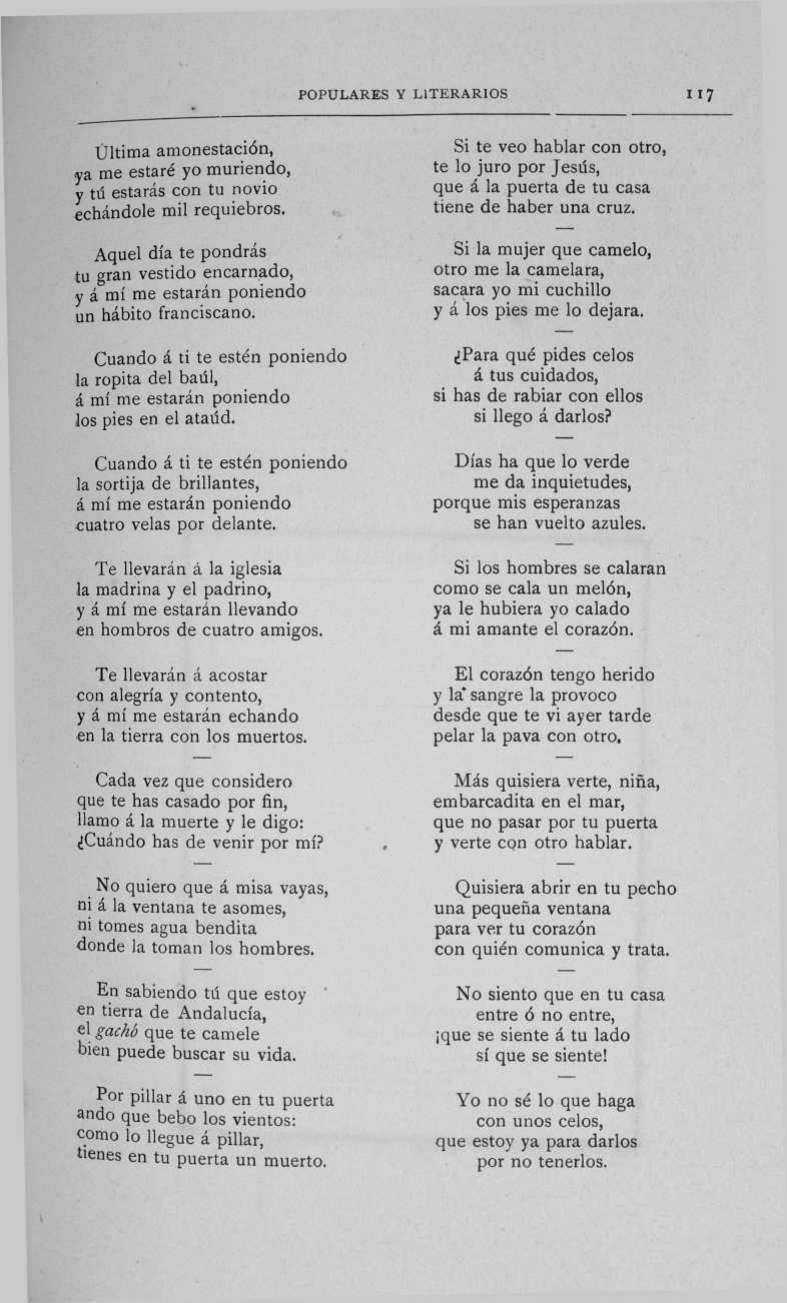 POPULARES Y LITERARIOS 117
Última amonestación,
ya me estaré yo muriendo,
y tú estarás con tu novio
echándole mil requiebros.
Aquel día te pondrás
tu gran vestido encarnado,
y á mí me estarán poniendo
un hábito franciscano.
Cuando á ti te estén poniendo
la ropita del baúl,
á mí me estarán poniendo
los pies en el ataúd.
Cuando á ti te estén poniendo
la sortija de brillantes,
á mí me estarán poniendo
cuatro velas por delante.
Te llevarán á la iglesia
la madrina y el padrino,
y á mí me estarán llevando
en hombros de cuatro amigos.
Te llevarán á acostar
con alegría y contento,
y á mí me estarán echando
en la tierra con los muertos.
—
Cada vez que considero
que te has casado por fin,
llamo á la muerte y le digo:
¿Cuándo has de venir por mí?
—
No quiero que á misa vayas,
ni á la ventana te asomes,
ni tomes agua bendita
donde la toman los hombres.
—
En sabiendo tú que estoy
en tierra de Andalucía,
el gachó que te camele
bien puede buscar su vida.
—
Por pillar á uno en tu puerta
ando que bebo los vientos:
como lo llegue á pillar,
tienes en tu puerta un muerto.
Si te veo hablar con otro,
te lo juro por Jesús,
que á la puerta de tu casa
tiene de haber una cruz.
—
Si la mujer que camelo,
otro me la camelara,
sacara yo mi cuchillo
y á los pies me lo dejara.
—
¿Para qué pides celos
á tus cuidados,
si has de rabiar con ellos
si llego á darlos?
—
Días ha que lo verde
me da inquietudes,
porque mis esperanzas
se han vuelto azules.
—
Si los hombres se calaran
como se cala un melón,
ya le hubiera yo calado
á mi amante el corazón.
—
El corazón tengo herido
y la sangre la provoco
desde que te vi ayer tarde
pelar la pava con otro.
—
Más quisiera verte, niña,
embarcadita en el mar,
que no pasar por tu puerta
y verte con otro hablar.
—
Quisiera abrir en tu pecho
una pequeña ventana
para ver tu corazón
con quién comunica y trata.
—
No siento que en tu casa
entre ó no entre,
¡que se siente á tu lado
sí que se siente!
—
Yo no sé lo que haga
con unos celos,
que estoy ya para darlos
por no tenerlos.